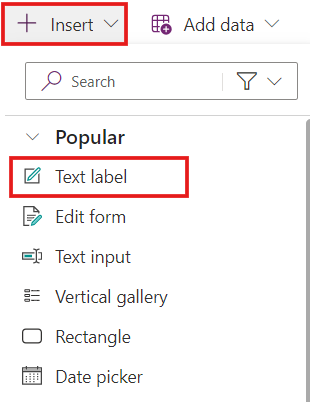 Insert Add data
Search
Popular
Text label
Edit form
Text input
Vertical gallery
Rectangle
Date picker